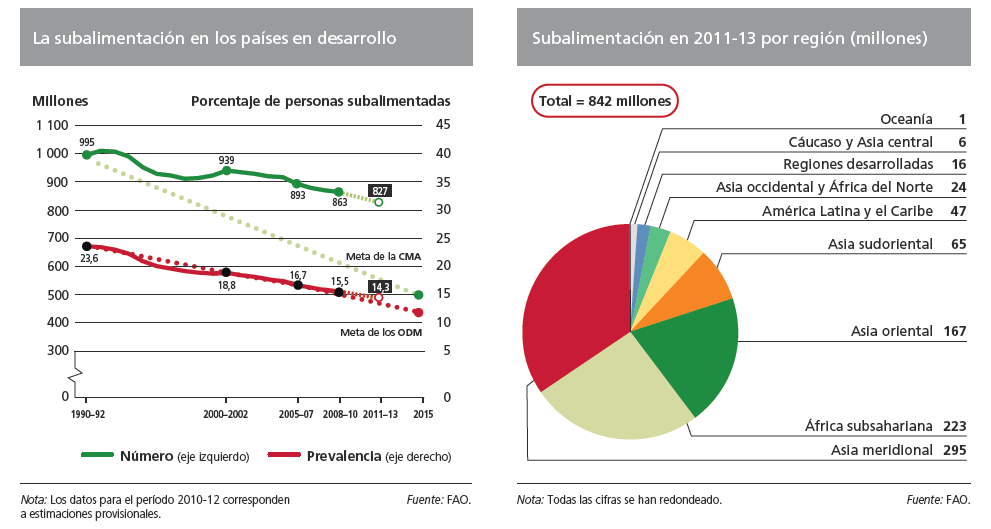 La subalimentación en los países en desarrollo
Millones
Porcentaje de personas subalimentadas
1 100
1 000
900
800
700
600
500
400
300
0
45
40
35
30
25
20
15
10
5
0
995
939
893
863
827
Meta de la CMA
23,6
18,8
16,7
15,5
14,3
Meta de los ODM
1990–92
2000–2002
2005–07
2008–10
2011–13
2015
Número (eje izquierdo)
Prevalencia (eje derecho)
Nota: Los datos para el período 2010-12 corresponden
a estimaciones provisionales.
Fuente: FAO.
Subalimentación en 2011-13 por región (millones)
Total = 842 millones
Oceanía 1
Cáucaso y Asia central 6
Regiones desarrolladas 16
Asia occidental y África del Norte 24
América Latina y el Caribe 47
Asia sudoriental 65
Asia oriental 167
África subsahariana 223
Asia meridional 295
Nota: Todas las cifras se han redondeado.
Fuente: FAO.